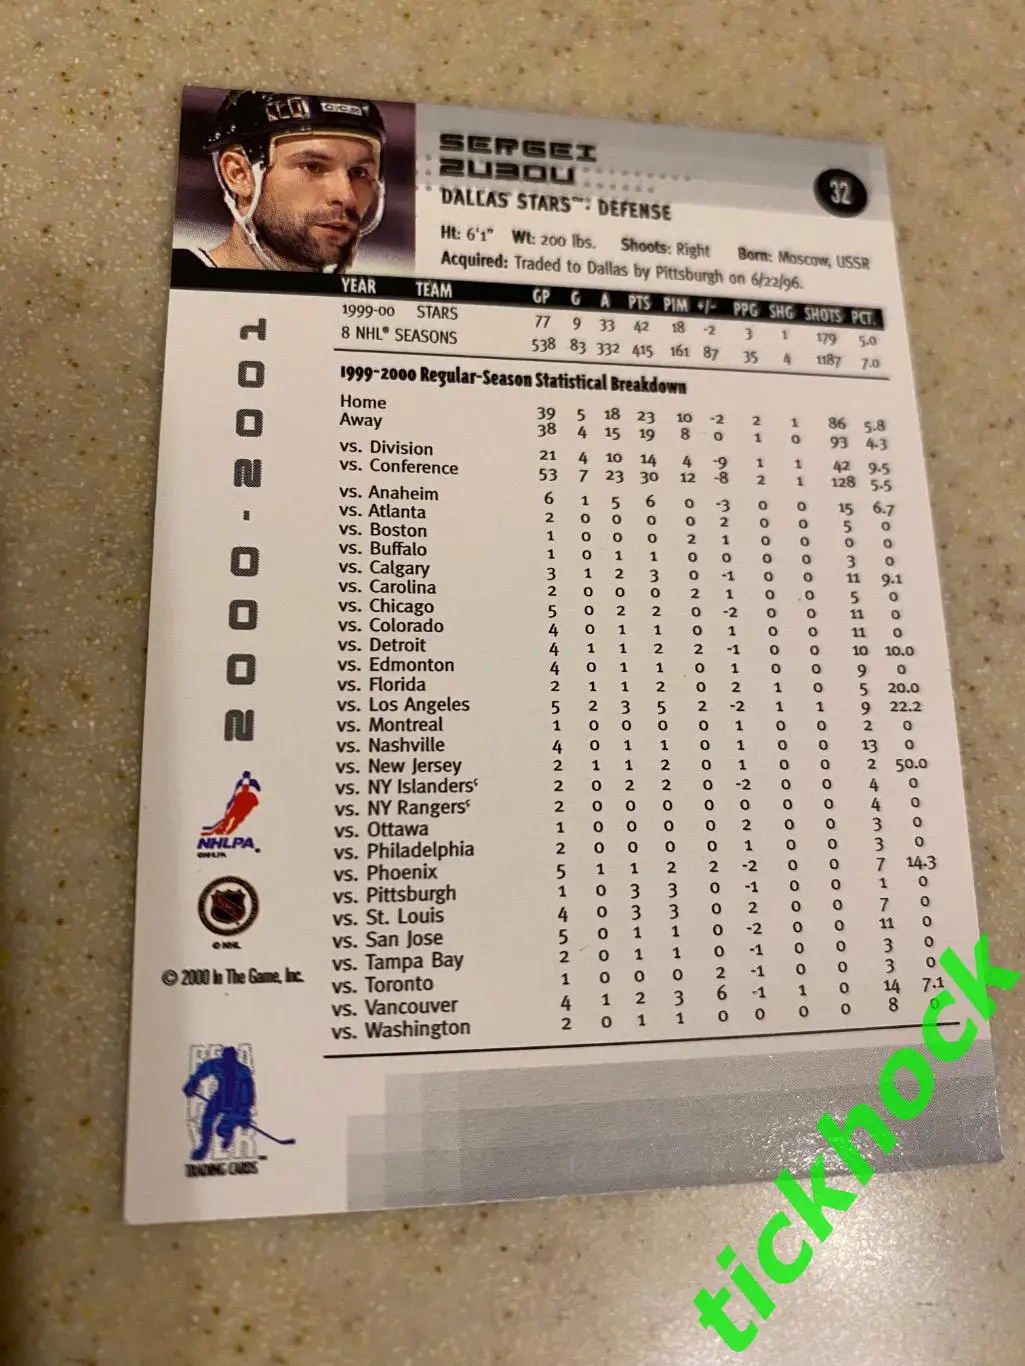 SERGEI
ZUBOV
32
DALLAS STARS™: DEFENSE
Ht: 6'1" Wt: 200 lbs. Shoots: Right Born: Moscow, USSR
Acquired: Traded to Dallas by Pittsburgh on 6/22/96.
YEAR TEAM GP G A PTS PIM +/- PPG SHG SHOTS PCT.
1999-00 STARS 77 9 33 42 18 -2 3 1 179 5.0
8 NHL® SEASONS 538 83 332 415 161 87 35 4 1187 7.0
1999-2000 Regular-Season Statistical Breakdown
Home 39 5 18 23 10 -2 2 1 86 5.8
Away 38 4 15 19 8 0 1 0 93 4.3
vs. Division 21 4 10 14 4 -9 1 1 42 9.5
vs. Conference 53 7 23 30 12 -8 2 1 128 5.5
vs. Anaheim 6 1 5 6 0 -3 0 0 15 6.7
vs. Atlanta 2 0 0 0 0 2 0 0 5 0
vs. Boston 1 0 0 0 2 1 0 0 0 0
vs. Buffalo 1 0 1 1 0 0 0 0 3 0
vs. Calgary 3 1 2 3 0 -1 0 0 11 9.1
vs. Carolina 2 0 0 0 2 1 0 0 5 0
vs. Chicago 5 0 2 2 0 -2 0 0 11 0
vs. Colorado 4 0 1 1 0 1 0 0 11 0
vs. Detroit 4 1 1 2 2 -1 0 0 10 10.0
vs. Edmonton 4 0 1 1 0 1 0 0 9 0
vs. Florida 2 1 1 2 0 2 1 0 5 20.0
vs. Los Angeles 5 2 3 5 2 -2 1 1 9 22.2
vs. Montreal 1 0 0 0 0 1 0 0 2 0
vs. Nashville 4 0 1 1 0 1 0 0 13 0
vs. New Jersey 2 1 1 2 0 1 0 0 2 50.0
vs. NY Islanders 2 0 2 2 0 -2 0 0 4 0
vs. NY Rangers 2 0 0 0 0 0 0 0 4 0
vs. Ottawa 1 0 0 0 0 2 0 0 3 0
vs. Philadelphia 2 0 0 0 0 1 0 0 3 0
vs. Phoenix 5 1 1 2 2 -2 0 0 7 14.3
vs. Pittsburgh 1 0 3 3 0 -1 0 0 1 0
vs. St. Louis 4 0 3 3 0 2 0 0 7 0
vs. San Jose 5 0 1 1 0 -2 0 0 11 0
vs. Tampa Bay 2 0 1 1 0 -1 0 0 3 0
vs. Toronto 1 0 0 0 2 -1 0 0 3 0
vs. Vancouver 4 1 2 3 6 -1 1 0 14 7.1
vs. Washington 2 0 1 1 0 0 0 0 8 0
2000-2001
NHLPA
© NHL
© 2000 In The Game, Inc.
BE A
PLAYER
TRADING CARDS
CCM
tickhock